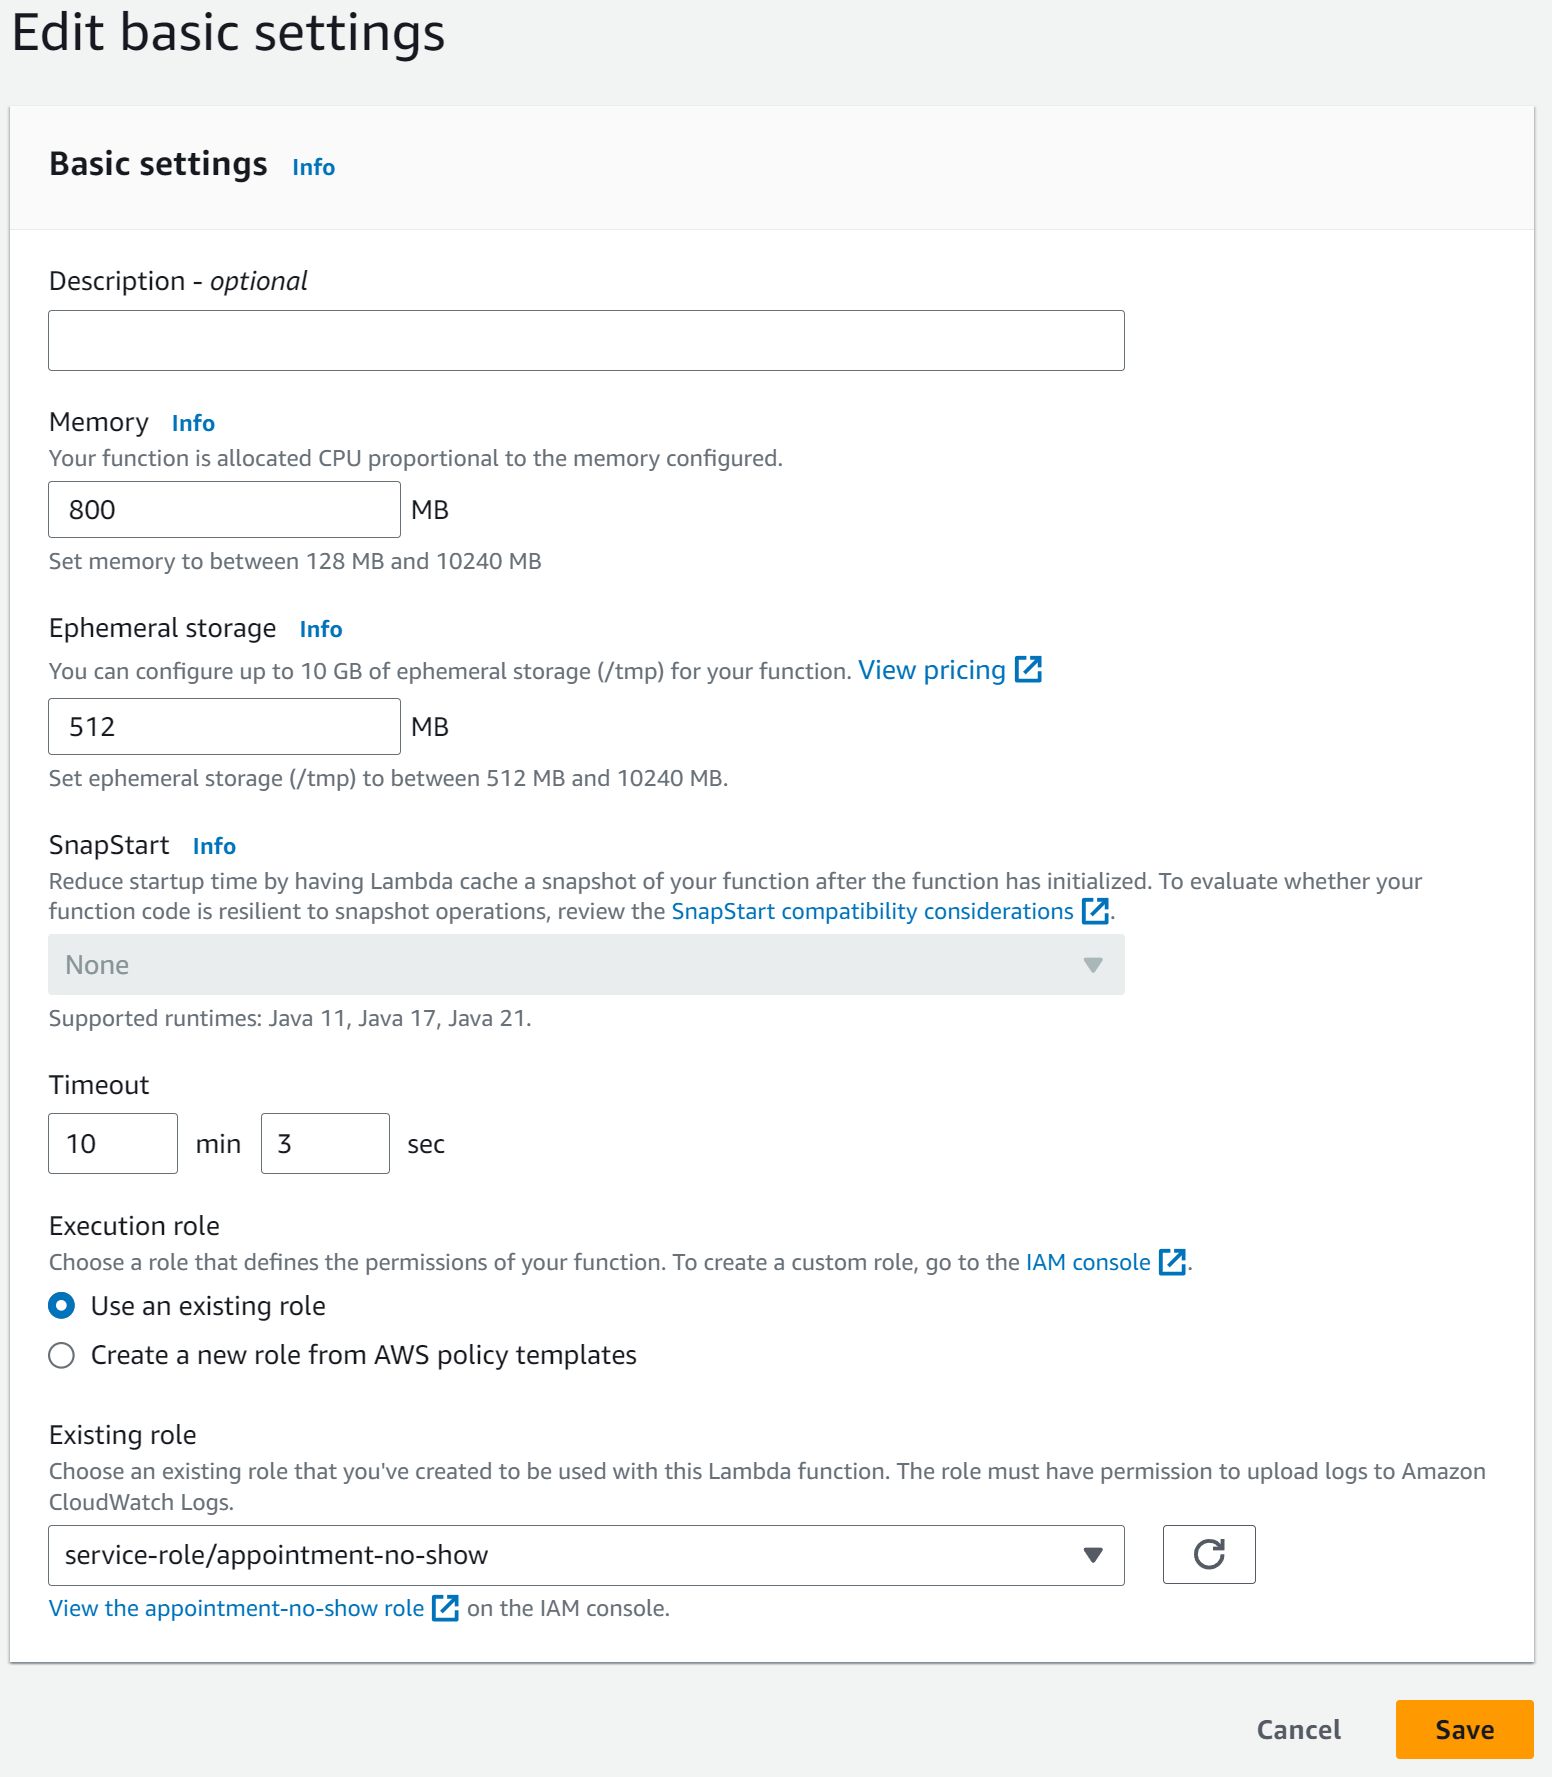 Edit basic settings
Basic settings Info
Description - optional
Memory Info
Your function is allocated CPU proportional to the memory configured.
800 MB
Set memory to between 128 MB and 10240 MB
Ephemeral storage Info
You can configure up to 10 GB of ephemeral storage (/tmp) for your function. View pricing
512 MB
Set ephemeral storage (/tmp) to between 512 MB and 10240 MB.
SnapStart Info
Reduce startup time by having Lambda cache a snapshot of your function after the function has initialized. To evaluate whether your
function code is resilient to snapshot operations, review the SnapStart compatibility considerations.
None
Supported runtimes: Java 11, Java 17, Java 21.
Timeout
10 min 3 sec
Execution role
Choose a role that defines the permissions of your function. To create a custom role, go to the IAM console.
Use an existing role
Create a new role from AWS policy templates
Existing role
Choose an existing role that you've created to be used with this Lambda function. The role must have permission to upload logs to Amazon
CloudWatch Logs.
service-role/appointment-no-show
View the appointment-no-show role on the IAM console.
Cancel Save